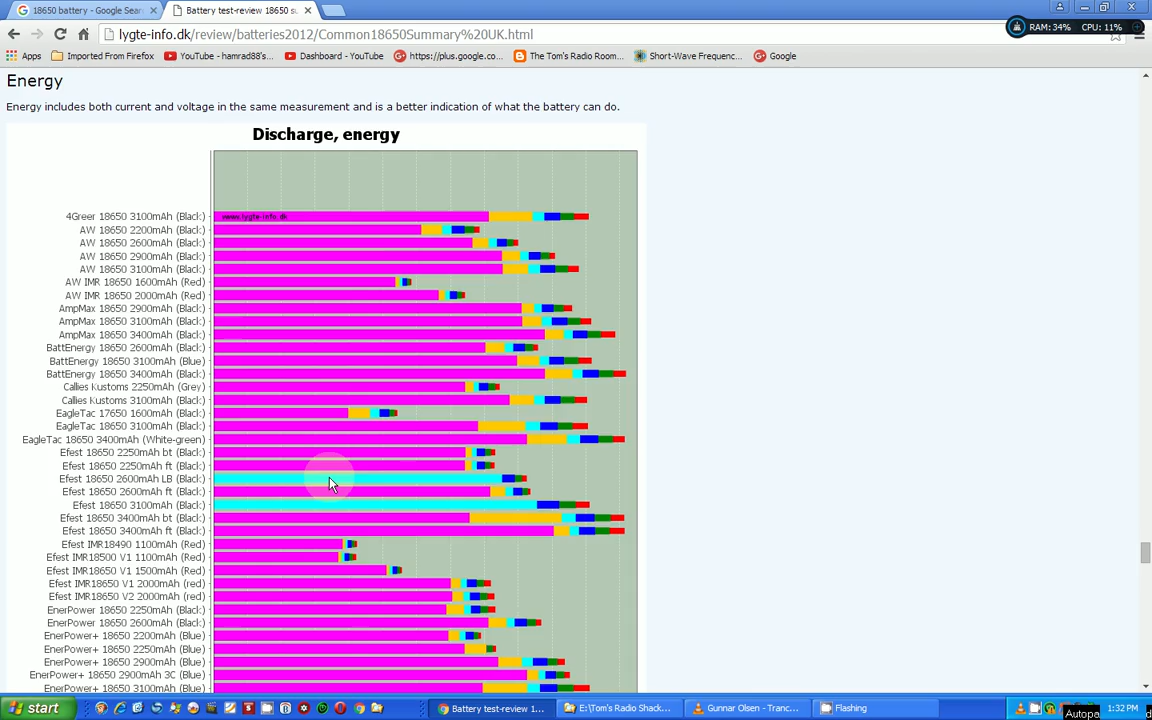 18650 battery - Google Sear
Battery test-review 18650 su
RAM: 34% CPU: 11%
lygte-info.dk/review/batteries2012/Common18650Summary%20UK.html
Apps Imported From Firefox YouTube - hamrad88's... Dashboard - YouTube https://plus.google.co... The Tom's Radio Room... Short-Wave Frequenc... Google
Energy
Energy includes both current and voltage in the same measurement and is a better indication of what the battery can do.
Discharge, energy
4Greer 18650 3100mAh (Black)
www.lygte-info.dk
AW 18650 2200mAh (Black)
AW 18650 2600mAh (Black)
AW 18650 2900mAh (Black)
AW 18650 3100mAh (Black)
AW IMR 18650 1600mAh (Red)
AW IMR 18650 2000mAh (Red)
AmpMax 18650 2900mAh (Black)
AmpMax 18650 3100mAh (Black)
AmpMax 18650 3400mAh (Black)
BattEnergy 18650 2600mAh (Black)
BattEnergy 18650 3100mAh (Blue)
BattEnergy 18650 3400mAh (Black)
Callies Kustoms 2250mAh (Grey)
Callies Kustoms 3100mAh (Black)
EagleTac 17650 1600mAh (Black)
EagleTac 18650 3100mAh (Black)
EagleTac 18650 3400mAh (White-green)
Efest 18650 2250mAh bt (Black)
Efest 18650 2250mAh ft (Black)
Efest 18650 2600mAh LB (Black)
Efest 18650 2600mAh ft (Black)
Efest 18650 3100mAh (Black)
Efest 18650 3400mAh bt (Black)
Efest 18650 3400mAh ft (Black)
Efest IMR18490 1100mAh (Red)
Efest IMR18500 V1 1100mAh (Red)
Efest IMR18650 V1 1500mAh (Red)
Efest IMR18650 V1 2000mAh (red)
Efest IMR18650 V2 2000mAh (red)
EnerPower 18650 2250mAh (Black)
EnerPower 18650 2600mAh (Black)
EnerPower+ 18650 2200mAh (Blue)
EnerPower+ 18650 2250mAh (Blue)
EnerPower+ 18650 2900mAh (Blue)
EnerPower+ 18650 2900mAh 3C (Blue)
EnerPower+ 18650 3100mAh (Blue)
start
Battery test-review 1...
E:\Tom's Radio Shack...
Gunnar Olsen - Tranc...
Flashing
1:32 PM
Autopa